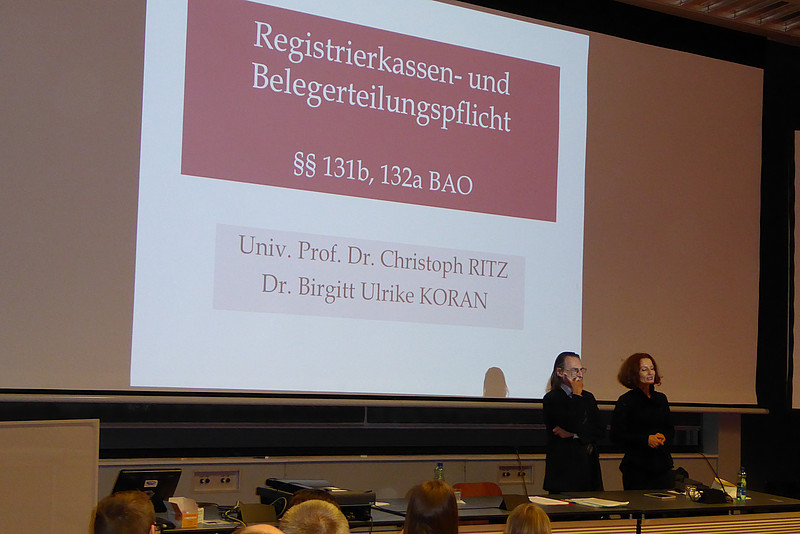 Registrierkassen- und
Belegerteilungspflicht
§§ 131b, 132a BAO
Univ. Prof. Dr. Christoph RITZ
Dr. Birgitt Ulrike KORAN